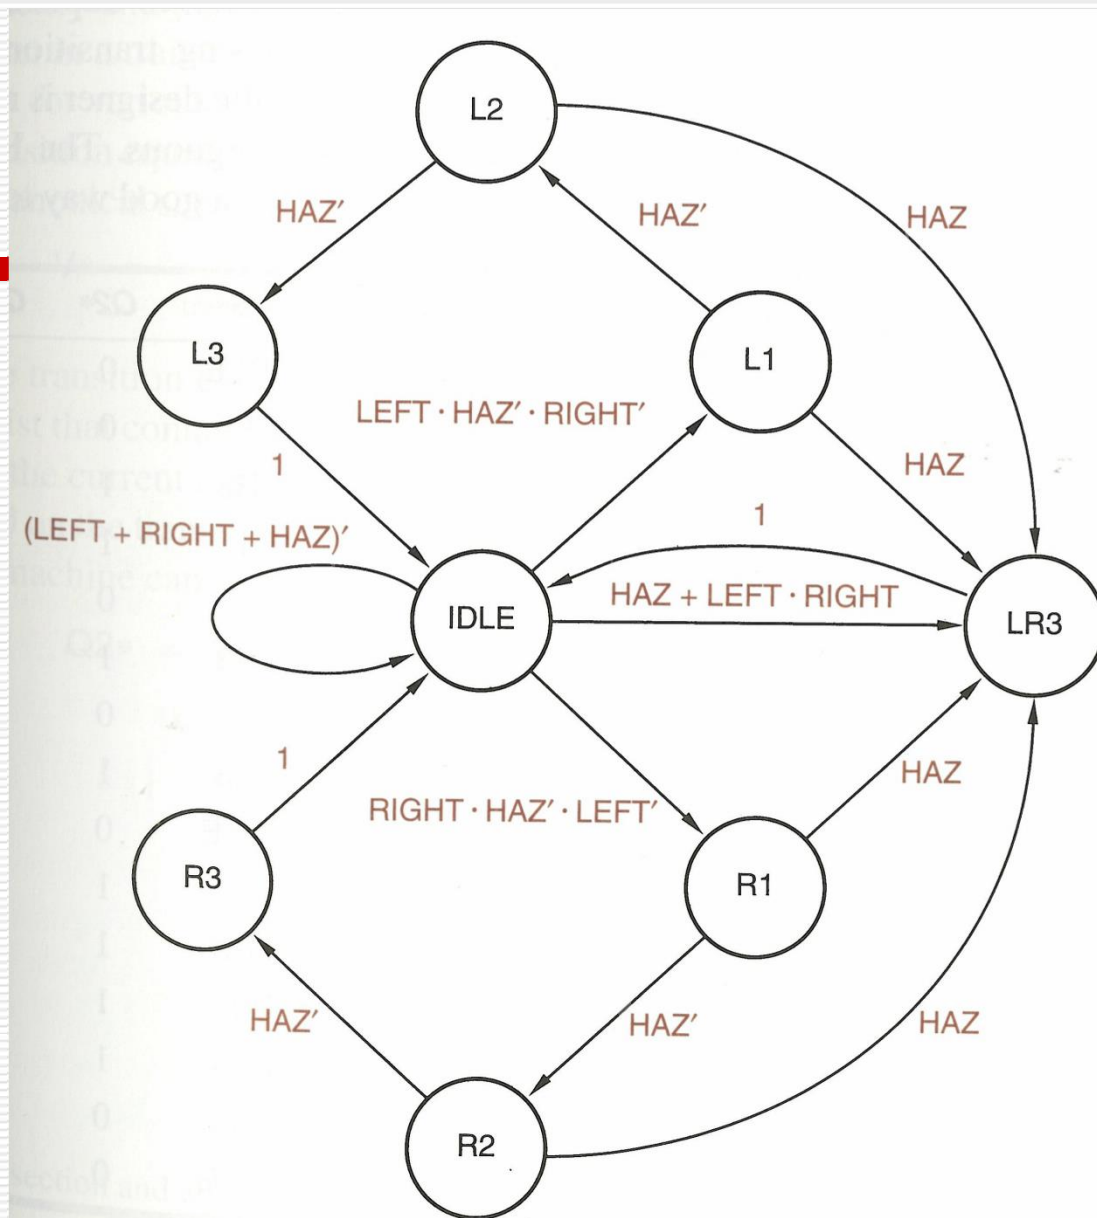 L2
HAZ′
HAZ′
HAZ
L3
L1
LEFT · HAZ′ · RIGHT′
HAZ
1
1
(LEFT + RIGHT + HAZ)′
HAZ + LEFT · RIGHT
IDLE
LR3
1
HAZ
RIGHT · HAZ′ · LEFT′
R3
R1
HAZ′
HAZ′
HAZ
R2